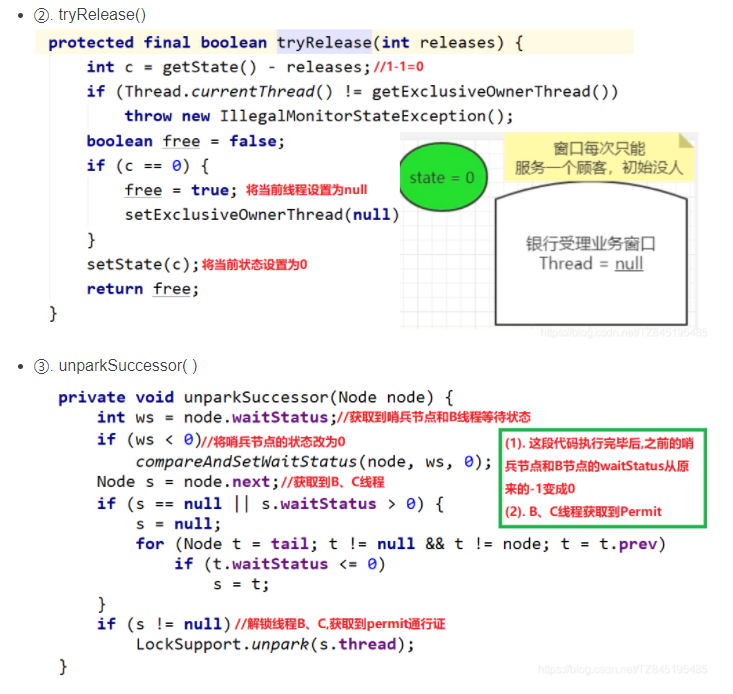 ②. tryRelease()
protected final boolean tryRelease(int releases) {
int c = getState() - releases;//1-1=0
if (Thread.currentThread() != getExclusiveOwnerThread())
throw new IllegalMonitorStateException();
boolean free = false;
if (c == 0) {
free = true; 将当前线程设置为null
setExclusiveOwnerThread(null)
}
setState(c);将当前状态设置为0
return free;
}
state = 0
窗口每次只能
服务一个顾客，初始没人
银行受理业务窗口
Thread = null
③. unparkSuccessor( )
private void unparkSuccessor(Node node) {
int ws = node.waitStatus;//获取到哨兵节点和B线程等待状态
if (ws < 0)//将哨兵节点的状态改为0
compareAndSetWaitStatus(node, ws, 0);
Node s = node.next;//获取到B、C线程
if (s == null || s.waitStatus > 0) {
s = null;
for (Node t = tail; t != null && t != node; t = t.prev)
if (t.waitStatus <= 0)
s = t;
}
if (s != null)//解锁线程B、C,获取到permit通行证
LockSupport.unpark(s.thread);
}
(1). 这段代码执行完毕后,之前的哨
兵节点和B节点的waitStatus从原
来的-1变成0
(2). B、C线程获取到Permit
https://blog.csdn.net/TZ845195485